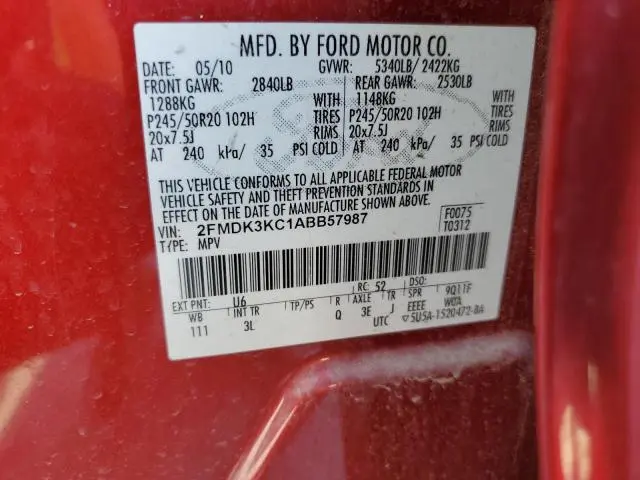 MFD. BY FORD MOTOR CO.
DATE: 05/10 GVWR: 5340LB/ 2422KG
FRONT GAWR: 2840LB REAR GAWR: 2530LB
1288KG WITH 1148KG WITH
P245/50R20 102H TIRES P245/50R20 102H TIRES
20x7.5J RIMS 20x7.5J RIMS
AT 240 kPa/ 35 PSI COLD AT 240 kPa/ 35 PSI COLD
THIS VEHICLE CONFORMS TO ALL APPLICABLE FEDERAL MOTOR
VEHICLE SAFETY AND THEFT PREVENTION STANDARDS IN
EFFECT ON THE DATE OF MANUFACTURE SHOWN ABOVE.
VIN: 2FMDK3KC1ABB57987 F0075
TYPE: MPV T0312
EXT PNT: U6 RC: 52 DSO:
WB INT TR TP/PS R AXLE TR SPR 9Q11F
111 3L Q 3E J EEEE WOA
UTC ▽5U5A-1520472-BA